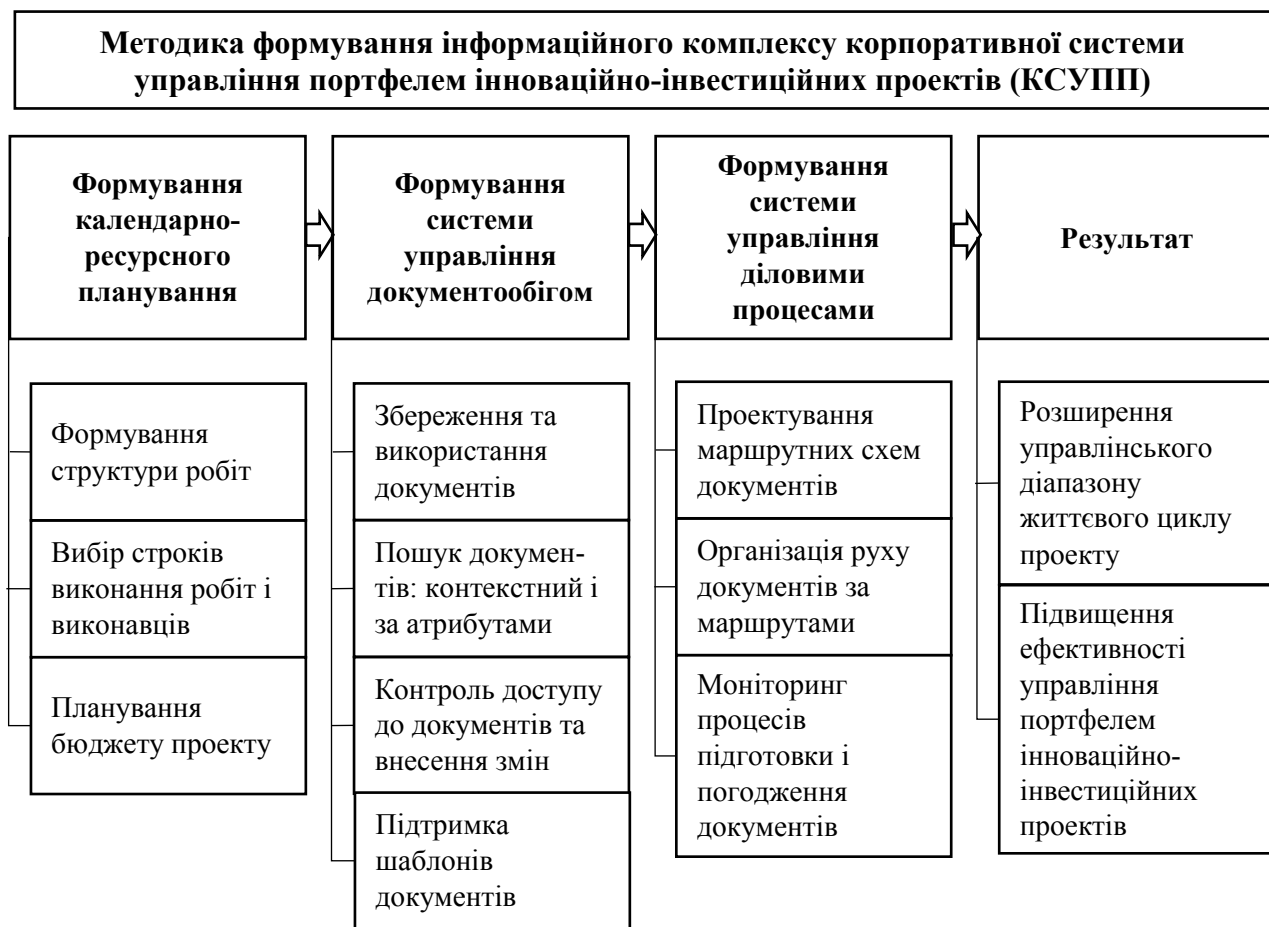 Методика формування інформаційного комплексу корпоративної системи
управління портфелем інноваційно-інвестиційних проектів (КСУПП)
Формування
календарно-
ресурсного
планування
Формування
системи
управління
документообігом
Формування
системи
управління
діловими
процесами
Результат
Формування
структури робіт
Вибір строків
виконання робіт і
виконавців
Планування
бюджету проекту
Збереження та
використання
документів
Пошук докумен-
тів: контекстний і
за атрибутами
Контроль доступу
до документів та
внесення змін
Підтримка
шаблонів
документів
Проектування
маршрутних схем
документів
Організація руху
документів за
маршрутами
Моніторинг
процесів
підготовки і
погодження
документів
Розширення
управлінського
діапазону
життєвого циклу
проекту
Підвищення
ефективності
управління
портфелем
інноваційно-
інвестиційних
проектів